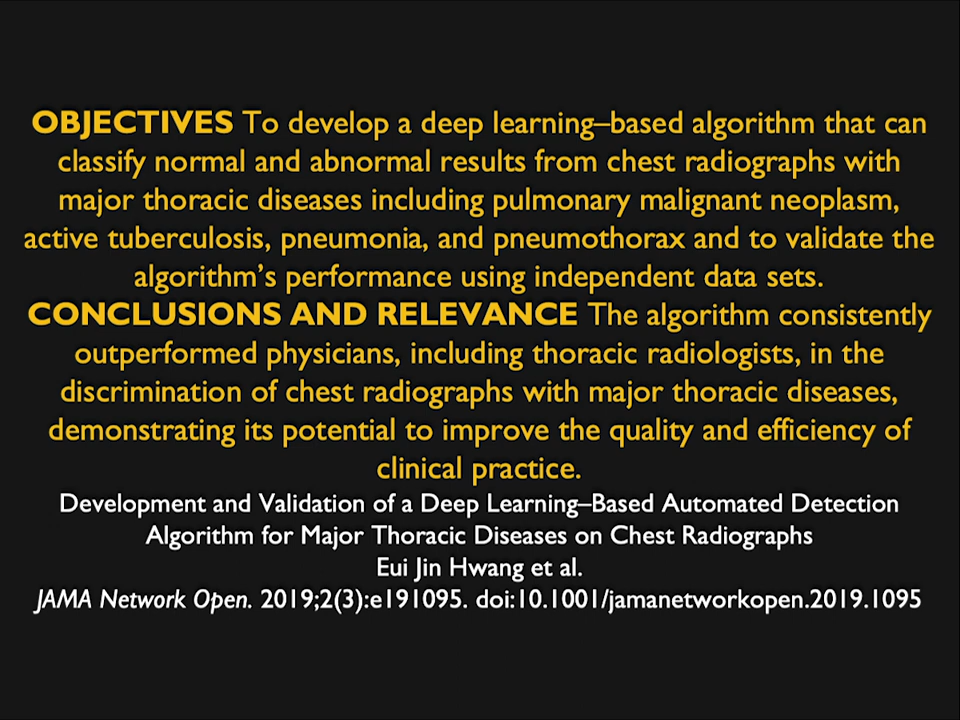 OBJECTIVES To develop a deep learning–based algorithm that can
classify normal and abnormal results from chest radiographs with
major thoracic diseases including pulmonary malignant neoplasm,
active tuberculosis, pneumonia, and pneumothorax and to validate the
algorithm’s performance using independent data sets.
CONCLUSIONS AND RELEVANCE The algorithm consistently
outperformed physicians, including thoracic radiologists, in the
discrimination of chest radiographs with major thoracic diseases,
demonstrating its potential to improve the quality and efficiency of
clinical practice.
Development and Validation of a Deep Learning–Based Automated Detection
Algorithm for Major Thoracic Diseases on Chest Radiographs
Eui Jin Hwang et al.
JAMA Network Open. 2019;2(3):e191095. doi:10.1001/jamanetworkopen.2019.1095